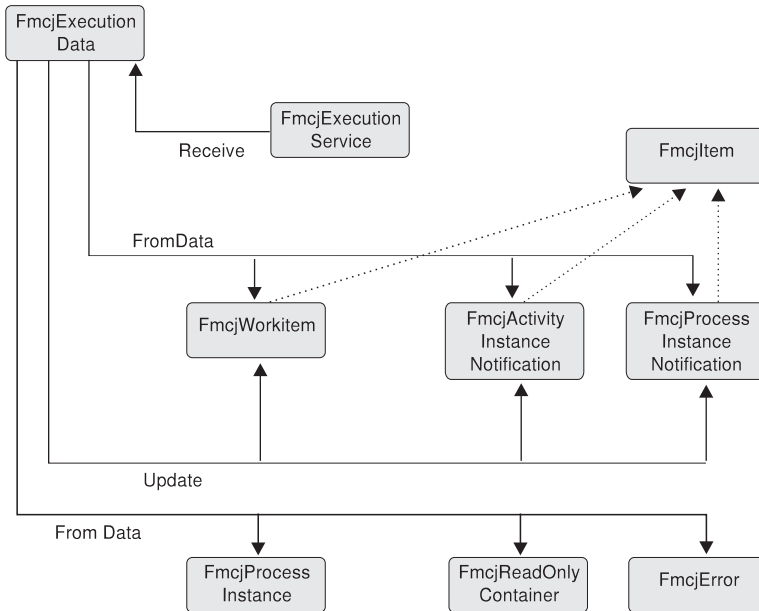 FmcjExecution
Data
FmcjExecution
Service
Receive
FmcjItem
FromData
FmcjWorkitem
FmcjActivity
Instance
Notification
FmcjProcess
Instance
Notification
Update
From Data
FmcjProcess
Instance
FmcjReadOnly
Container
FmcjError